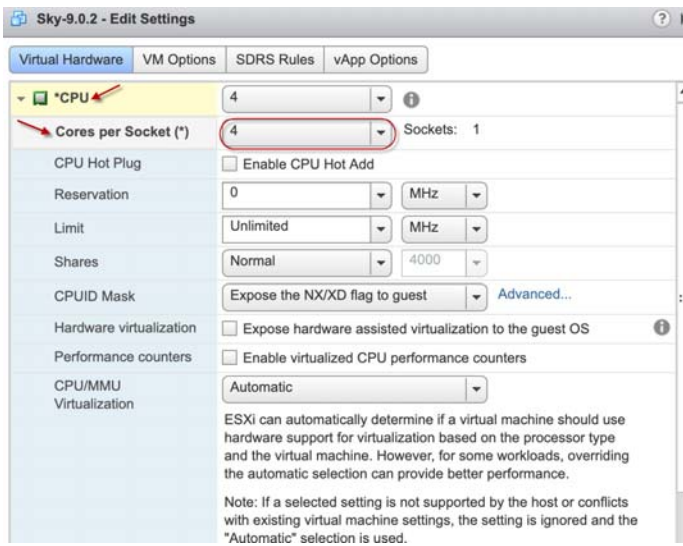 Sky-9.0.2 - Edit Settings ?
Virtual Hardware VM Options SDRS Rules vApp Options
*CPU 4
Cores per Socket (*) 4 Sockets: 1
CPU Hot Plug Enable CPU Hot Add
Reservation 0 MHz
Limit Unlimited MHz
Shares Normal 4000
CPUID Mask Expose the NX/XD flag to guest Advanced...
Hardware virtualization Expose hardware assisted virtualization to the guest OS
Performance counters Enable virtualized CPU performance counters
CPU/MMU
Virtualization
Automatic
ESXi can automatically determine if a virtual machine should use
hardware support for virtualization based on the processor type
and the virtual machine. However, for some workloads, overriding
the automatic selection can provide better performance.
Note: If a selected setting is not supported by the host or conflicts
with existing virtual machine settings, the setting is ignored and the
"Automatic" selection is used.